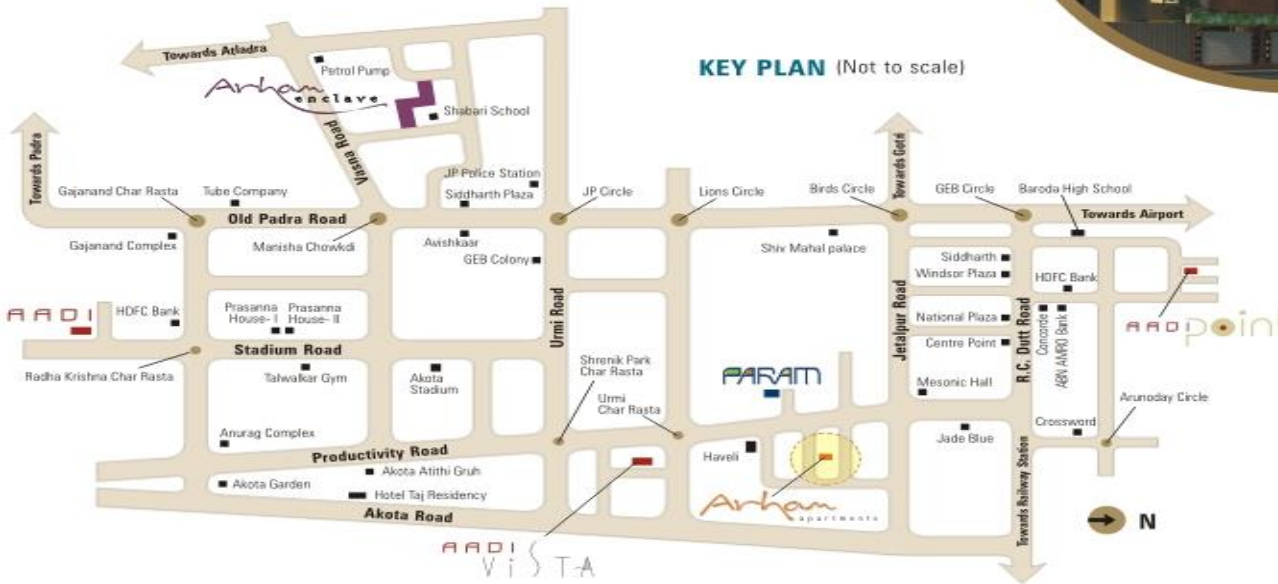 KEY PLAN (Not to scale)
Towards Atladra
Petrol Pump
Arham
enclave
Shabari School
Vasna Road
Towards Padra
Towards Gotri
JP Police Station
Siddharth Plaza
Gajanand Char Rasta
Tube Company
JP Circle
Lions Circle
Birds Circle
GEB Circle
Baroda High School
Old Padra Road
Towards Airport
Gajanand Complex
Manisha Chowkdi
Avishkaar
GEB Colony
Shiv Mahal palace
Siddharth
Windsor Plaza
HDFC Bank
AADI
HDFC Bank
Prasanna
House- I
Prasanna
House- II
Urmi Road
Jetalpur Road
National Plaza
R.C. Dutt Road
Concorde
ABN AMRO Bank
AADI
poin
Stadium Road
Centre Point
Radha Krishna Char Rasta
Talwalkar Gym
Akota
Stadium
Shrenik Park
Char Rasta
Urmi
Char Rasta
PARAM
Mesonic Hall
Arunoday Circle
Anurag Complex
Productivity Road
Crossword
Jade Blue
Haveli
Akota Atithi Gruh
Akota Garden
Hotel Taj Residency
Akota Road
Arham
apartments
Towards Railway Station
N
AADI
ViSTA